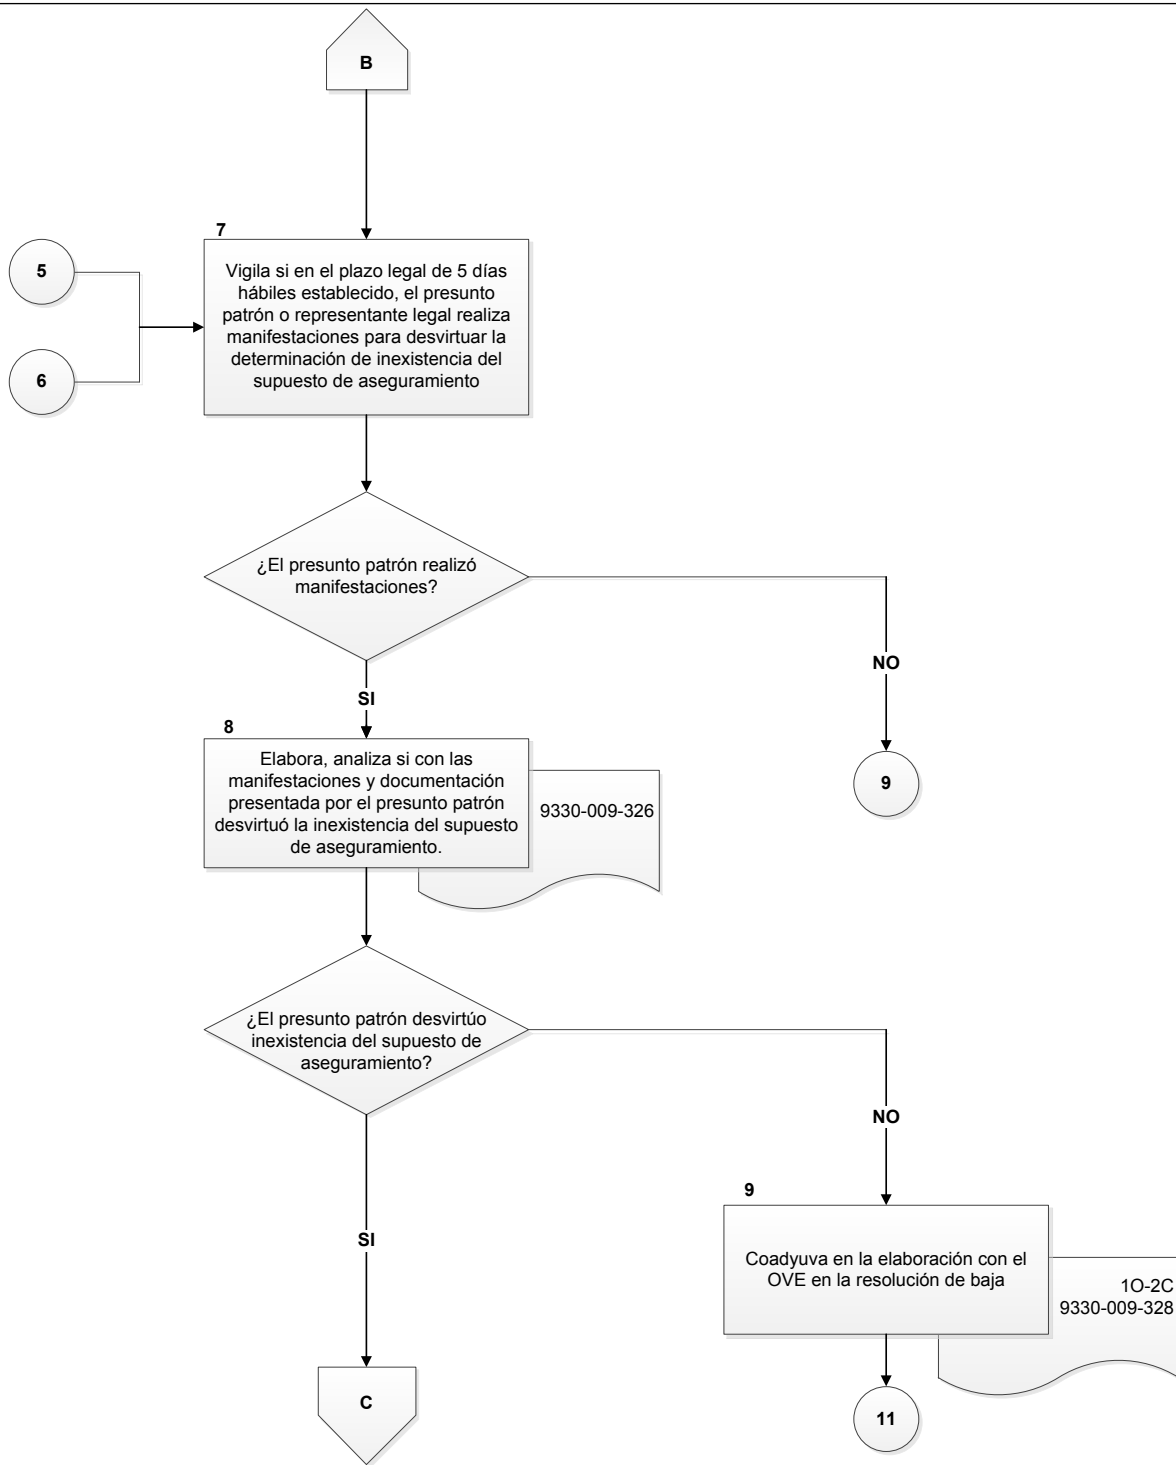 B
7
5
6
Vigila si en el plazo legal de 5 días
hábiles establecido, el presunto
patrón o representante legal realiza
manifestaciones para desvirtuar la
determinación de inexistencia del
supuesto de aseguramiento
¿El presunto patrón realizó
manifestaciones?
NO
SI
9
8
Elabora, analiza si con las
manifestaciones y documentación
presentada por el presunto patrón
desvirtuó la inexistencia del supuesto
de aseguramiento.
9330-009-326
¿El presunto patrón desvirtúo
inexistencia del supuesto de
aseguramiento?
NO
SI
9
Coadyuva en la elaboración con el
OVE en la resolución de baja
1O-2C
9330-009-328
C
11